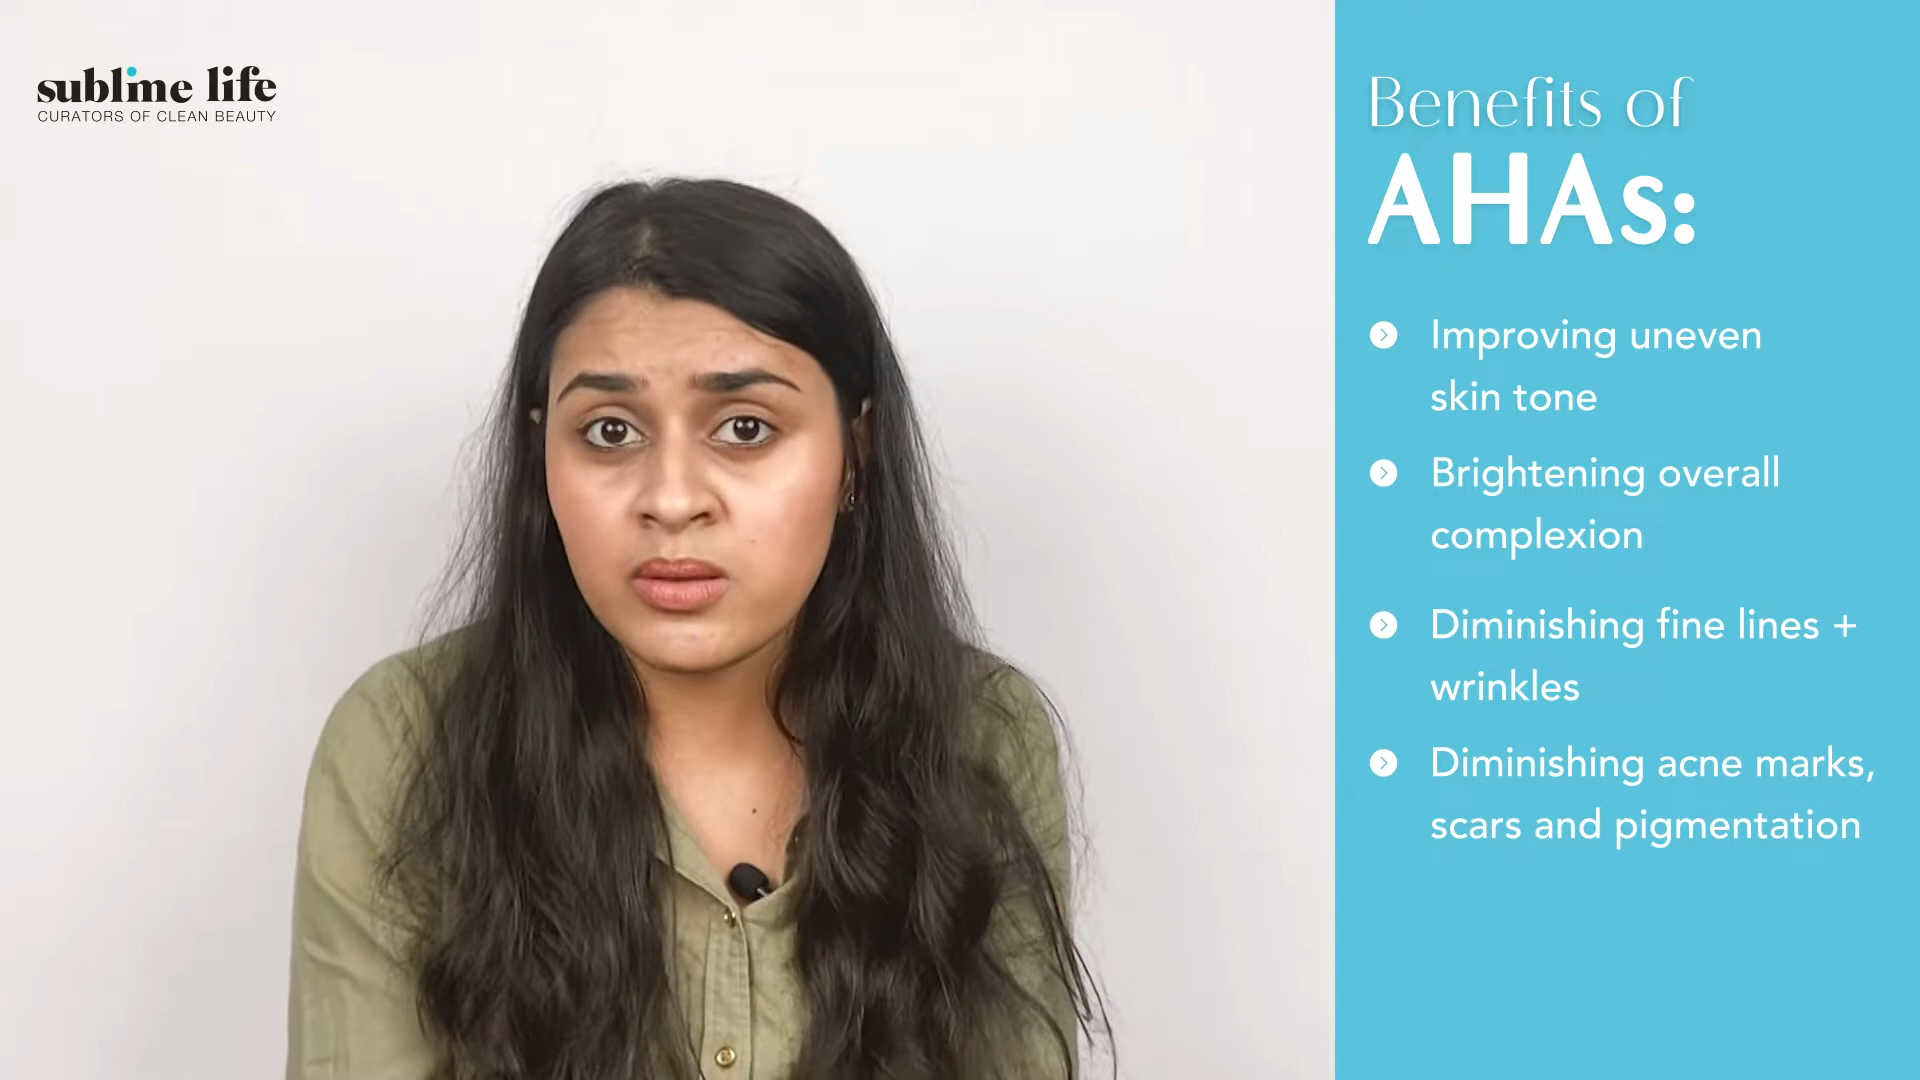 sublime life
CURATORS OF CLEAN BEAUTY
Benefits of
AHAs:
Improving uneven
skin tone
Brightening overall
complexion
Diminishing fine lines +
wrinkles
Diminishing acne marks,
scars and pigmentation